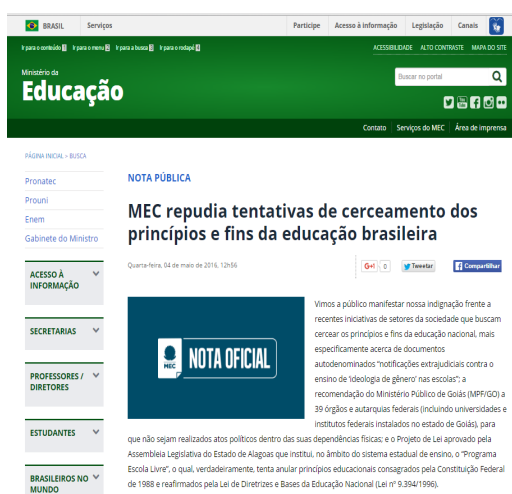 BRASIL Serviços Participe Acesso à informação Legislação Canais
Ir para o conteúdo 1 Ir para o menu 2 Ir para a busca 3 Ir para o rodapé 4 ACESSIBILIDADE ALTO CONTRASTE MAPA DO SITE
Ministério da
Educação
Buscar no portal
Contato Serviços do MEC Área de imprensa
PÁGINA INICIAL > BUSCA
Pronatec
Prouni
Enem
Gabinete do Ministro
ACESSO À
INFORMAÇÃO
SECRETARIAS
PROFESSORES /
DIRETORES
ESTUDANTES
BRASILEIROS NO
MUNDO
NOTA PÚBLICA
MEC repudia tentativas de cerceamento dos
princípios e fins da educação brasileira
Quarta-feira, 04 de maio de 2016, 12h56
G+1 0 Tweetar Compartilhar
MEC NOTA OFICIAL
Vimos a público manifestar nossa indignação frente a
recentes iniciativas de setores da sociedade que buscam
cercear os princípios e fins da educação nacional, mais
especificamente acerca de documentos
autodenominados "notificações extrajudiciais contra o
ensino de 'ideologia de gênero' nas escolas"; a
recomendação do Ministério Público de Goiás (MPF/GO) a
39 órgãos e autarquias federais (incluindo universidades e
institutos federais instalados no estado de Goiás), para
que não sejam realizados atos políticos dentro das suas dependências físicas; e o Projeto de Lei aprovado pela
Assembleia Legislativa do Estado de Alagoas que institui, no âmbito do sistema estadual de ensino, o "Programa
Escola Livre", o qual, verdadeiramente, tenta anular princípios educacionais consagrados pela Constituição Federal
de 1988 e reafirmados pela Lei de Diretrizes e Bases da Educação Nacional (Lei nº 9.394/1996).